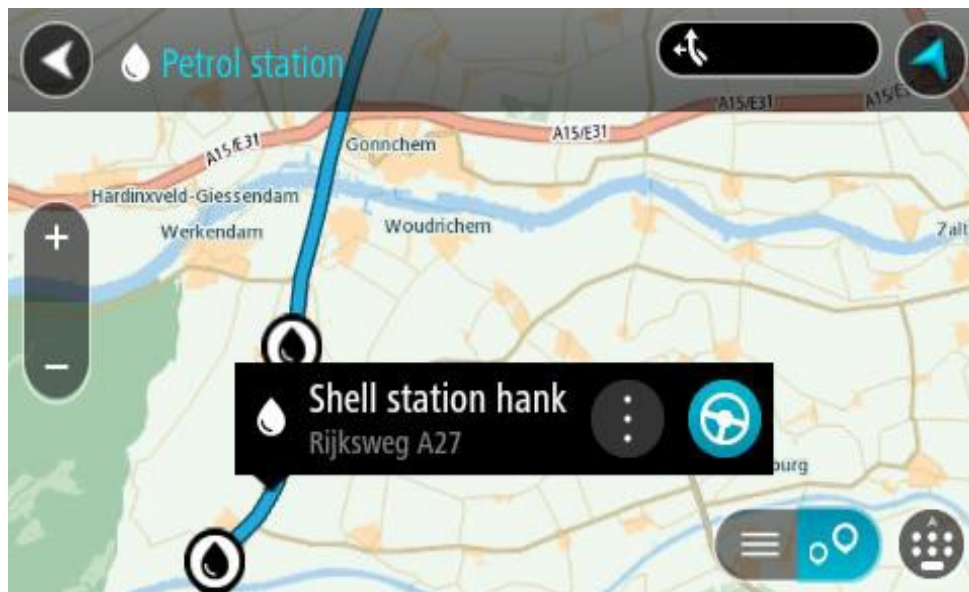 Petrol station
A15/E31
A15/E31
A15/E31
A15/E31
Gonnchem
Hardinxveld-Giessendam
Werkendam
Woudrichem
Zalt
+
−
Shell station hank
Rijksweg A27
burg